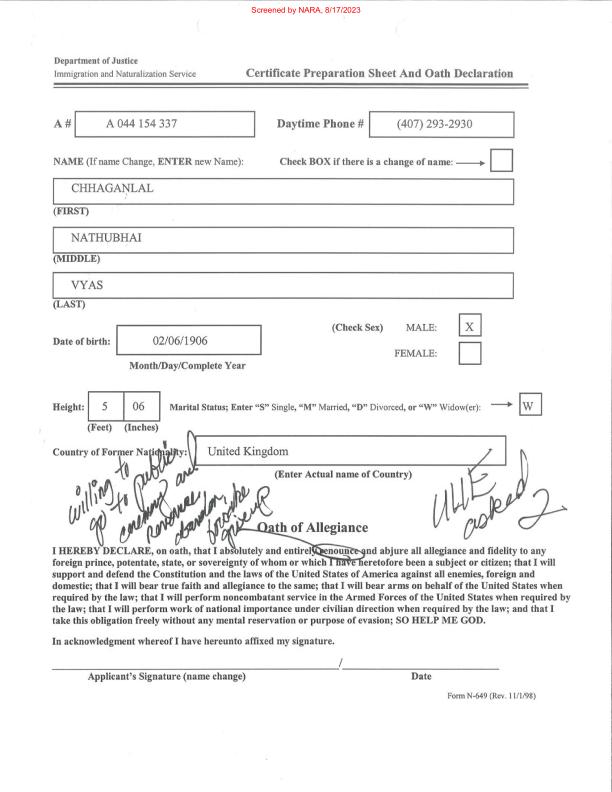 Screened by NARA, 8/17/2023
Department of Justice
Immigration and Naturalization Service
Certificate Preparation Sheet And Oath Declaration
A # A 044 154 337 Daytime Phone # (407) 293-2930
NAME (If name Change, ENTER new Name): Check BOX if there is a change of name:
CHHAGANLAL
(FIRST)
NATHUBHAI
(MIDDLE)
VYAS
(LAST)
(Check Sex) MALE: X
Date of birth: 02/06/1906
FEMALE:
Month/Day/Complete Year
Height: 5 06 Marital Status; Enter "S" Single, "M" Married, "D" Divorced, or "W" Widow(er): W
(Feet) (Inches)
Country of Former Nationality: United Kingdom
(Enter Actual name of Country)
willing to
go to public
ceremony and
renounce
abandon
give up
asked 2
Oath of Allegiance
I HEREBY DECLARE, on oath, that I absolutely and entirely renounce and abjure all allegiance and fidelity to any
foreign prince, potentate, state, or sovereignty of whom or which I have heretofore been a subject or citizen; that I will
support and defend the Constitution and the laws of the United States of America against all enemies, foreign and
domestic; that I will bear true faith and allegiance to the same; that I will bear arms on behalf of the United States when
required by the law; that I will perform noncombatant service in the Armed Forces of the United States when required by
the law; that I will perform work of national importance under civilian direction when required by the law; and that I
take this obligation freely without any mental reservation or purpose of evasion; SO HELP ME GOD.
In acknowledgment whereof I have hereunto affixed my signature.
/
Applicant's Signature (name change) Date
Form N-649 (Rev. 11/1/98)